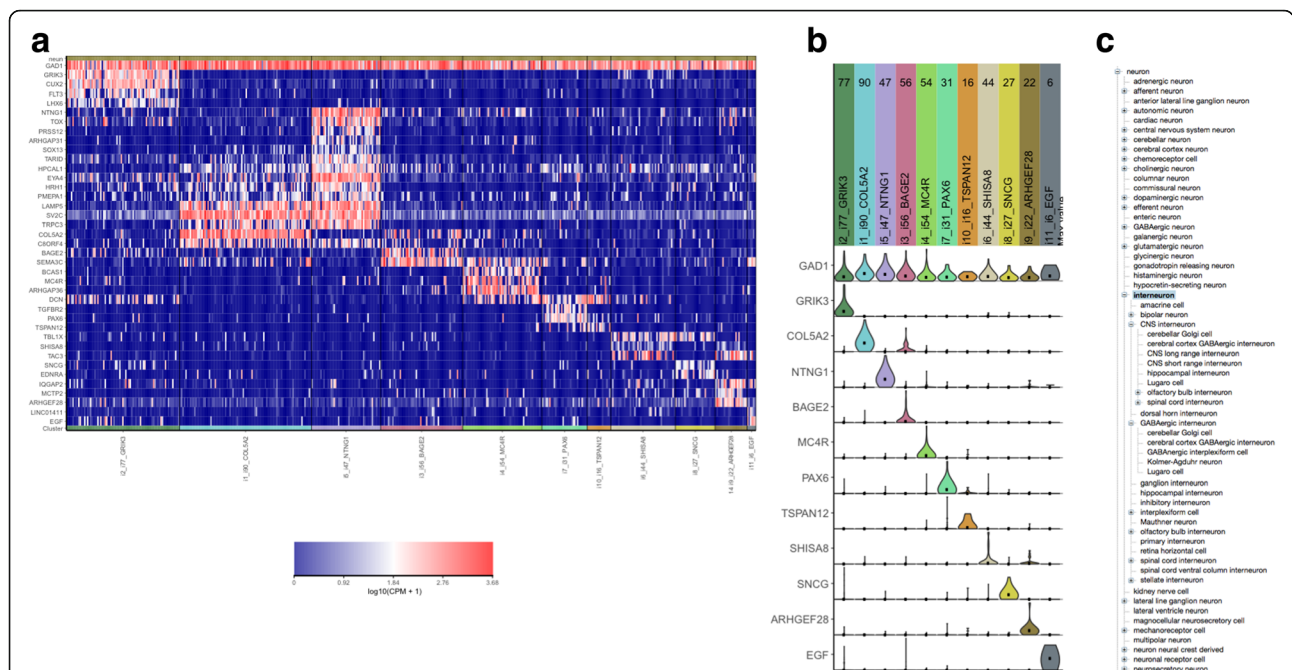 a
neun
GAD1
GRIK3
CUX2
FLT3
LHX6
NTNG1
TOX
PRSS12
ARHGAP31
SOX13
TARID
HPCAL1
EYA4
HRH1
PMEPA1
LAMP5
SV2C
TRPC3
COL5A2
C8ORF4
BAGE2
SEMA3C
BCAS1
MC4R
ARHGAP36
DCN
TGFBR2
PAX6
TSPAN12
TBL1X
SHISA8
TAC3
SNCG
EDNRA
IQGAP2
MCTP2
ARHGEF28
LINC01411
EGF
Cluster
i2_i77_GRIK3
i1_i90_COL5A2
i5_i47_NTNG1
i3_i56_BAGE2
i4_i54_MC4R
i7_i31_PAX6
i10_i16_TSPAN12
i6_i44_SHISA8
i8_i27_SNCG
i11_i6_EGF
0 0.92 1.84 2.76 3.68
log10(CPM + 1)
b
77 90 47 56 54 31 16 44 27 22 6
i2_i77_GRIK3
i1_i90_COL5A2
i5_i47_NTNG1
i3_i56_BAGE2
i4_i54_MC4R
i7_i31_PAX6
i10_i16_TSPAN12
i6_i44_SHISA8
i8_i27_SNCG
i9_i22_ARHGEF28
i11_i6_EGF
GAD1
GRIK3
COL5A2
NTNG1
BAGE2
MC4R
PAX6
TSPAN12
SHISA8
SNCG
ARHGEF28
EGF
c
neuron
adrenergic neuron
afferent neuron
anterior lateral line ganglion neuron
autonomic neuron
cardiac neuron
central nervous system neuron
cerebellar neuron
cerebral cortex neuron
chemoreceptor cell
cholinergic neuron
columnar neuron
commissural neuron
dopaminergic neuron
efferent neuron
enteric neuron
GABAergic neuron
galanergic neuron
glutamatergic neuron
glycinergic neuron
gonadotropin releasing neuron
histaminergic neuron
hypocretin-secreting neuron
interneuron
amacrine cell
bipolar neuron
CNS interneuron
cerebellar Golgi cell
cerebral cortex GABAergic interneuron
CNS long range interneuron
CNS short range interneuron
hippocampal interneuron
Lugaro cell
olfactory bulb interneuron
spinal cord interneuron
dorsal horn interneuron
GABAergic interneuron
cerebellar Golgi cell
cerebral cortex GABAergic interneuron
GABAnergic interplexiform cell
Kolmer-Agduhr neuron
Lugaro cell
ganglion interneuron
hippocampal interneuron
inhibitory interneuron
interplexiform cell
Mauthner neuron
olfactory bulb interneuron
primary interneuron
retina horizontal cell
spinal cord interneuron
spinal cord ventral column interneuron
stellate interneuron
kidney nerve cell
lateral line ganglion neuron
lateral ventricle neuron
magnocellular neurosecretory cell
mechanoreceptor cell
multipolar neuron
neuron neural crest derived
neuronal receptor cell
neurosecretory neuron